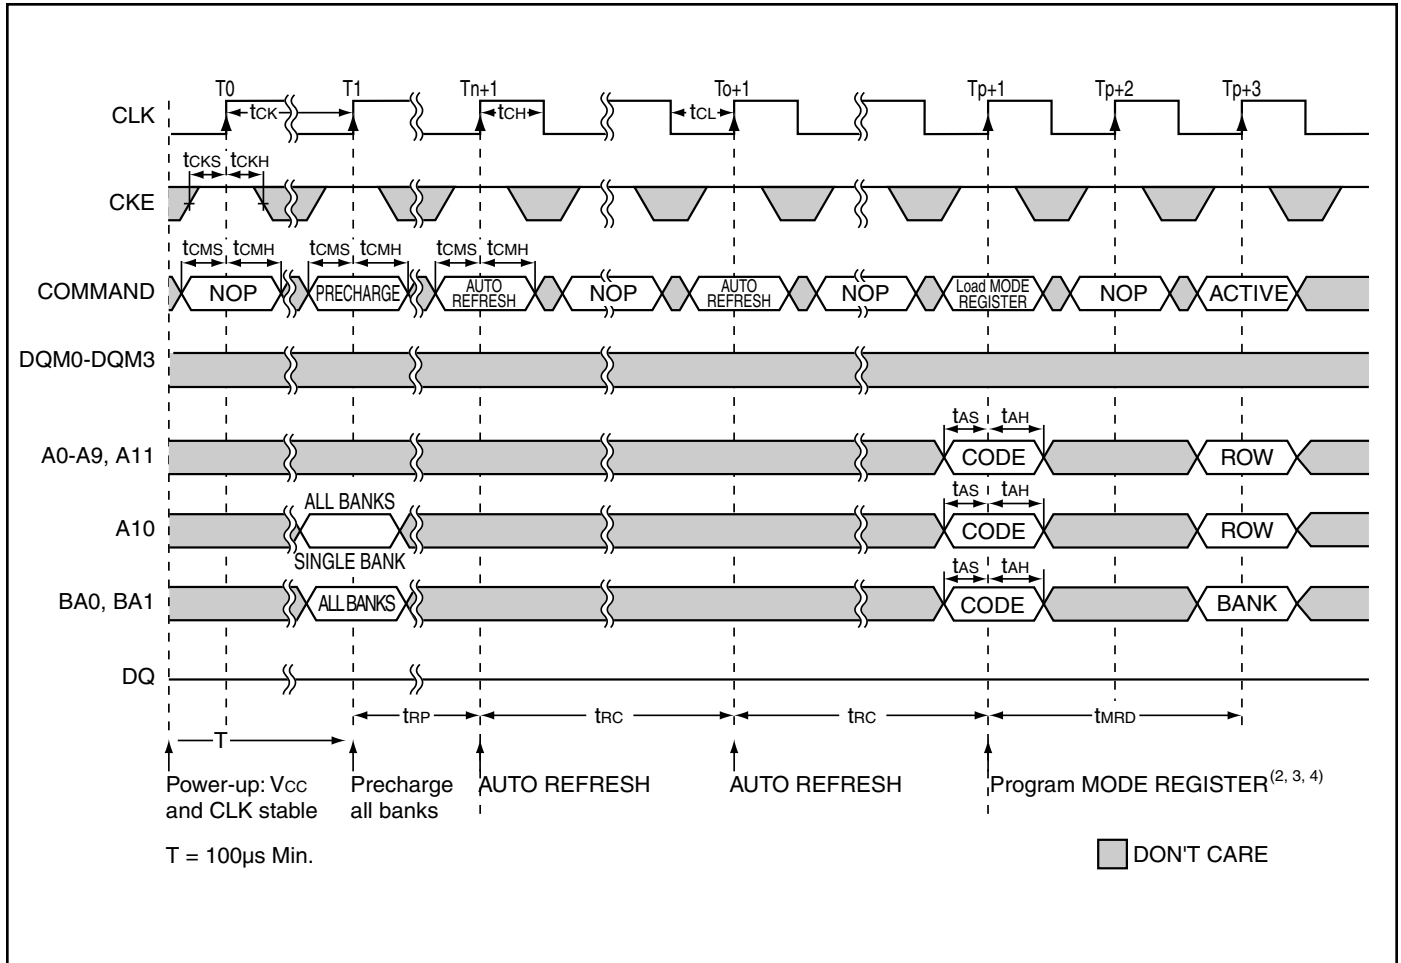 T0 T1 Tn+1 To+1 Tp+1 Tp+2 Tp+3
CLK tCK tCH tCL
tCKS tCKH
CKE
tCMS tCMH tCMS tCMH tCMS tCMH
COMMAND NOP PRECHARGE AUTO REFRESH NOP AUTO REFRESH NOP Load MODE REGISTER NOP ACTIVE
DQM0-DQM3
tAS tAH
A0-A9, A11 CODE ROW
ALL BANKS tAS tAH
A10 CODE ROW
SINGLE BANK tAS tAH
BA0, BA1 ALL BANKS CODE BANK
DQ
tRP tRC tRC tMRD
T
Power-up: VCC Precharge AUTO REFRESH AUTO REFRESH Program MODE REGISTER(2, 3, 4)
and CLK stable all banks
T = 100µs Min. DON'T CARE